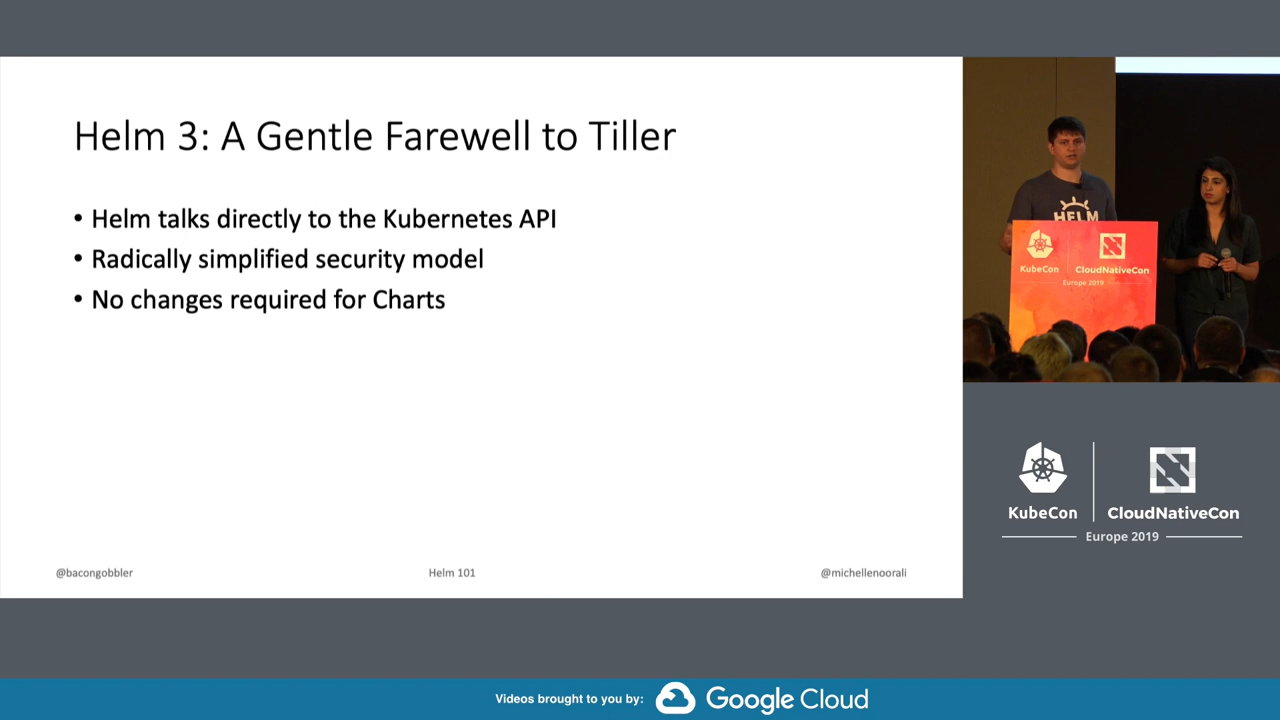 Helm 3: A Gentle Farewell to Tiller
• Helm talks directly to the Kubernetes API
• Radically simplified security model
• No changes required for Charts
@bacongobbler
Helm 101
@michellenoorali
HELM
KubeCon
CloudNativeCon
Europe 2019
KubeCon
CloudNativeCon
Europe 2019
Videos brought to you by:
Google Cloud